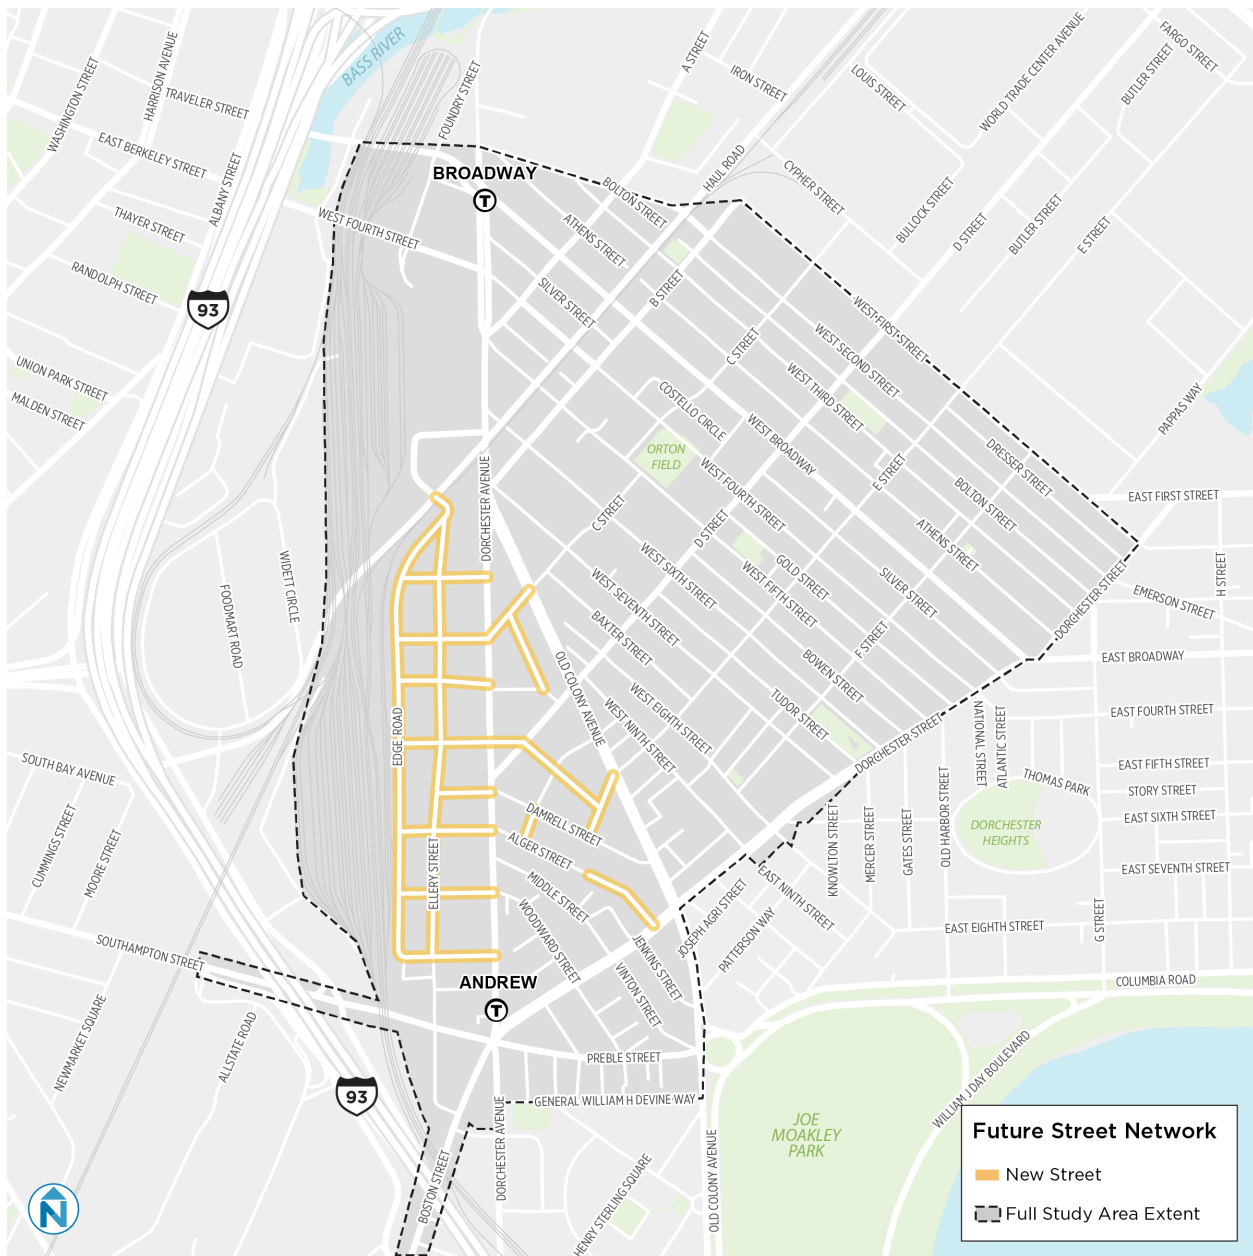 BASS RIVER
FOUNDRY STREET
A STREET
IRON STREET
LOUIS STREET
WORLD TRADE CENTER AVENUE
FARGO STREET
BUTLER STREET
WASHINGTON STREET
HARRISON AVENUE
TRAVELER STREET
EAST BERKELEY STREET
ALBANY STREET
THAYER STREET
RANDOLPH STREET
93
UNION PARK STREET
MALDEN STREET
BROADWAY
T
WEST FOURTH STREET
HAUL ROAD
CYPHER STREET
BULLOCK STREET
D STREET
BUTLER STREET
E STREET
BOLTON STREET
ATHENS STREET
SILVER STREET
B STREET
C STREET
WEST FIRST STREET
WEST SECOND STREET
WEST THIRD STREET
COSTELLO CIRCLE
WEST BROADWAY
PAPPAS WAY
ORTON
FIELD
WEST FOURTH STREET
E STREET
DRESSER STREET
BOLTON STREET
ATHENS STREET
EAST FIRST STREET
DORCHESTER AVENUE
C STREET
D STREET
GOLD STREET
WEST FIFTH STREET
WEST SIXTH STREET
WEST SEVENTH STREET
BAXTER STREET
SILVER STREET
F STREET
BOWEN STREET
TUDOR STREET
DORCHESTER STREET
H STREET
EMERSON STREET
EAST BROADWAY
WIDETT CIRCLE
FOODMART ROAD
OLD COLONY AVENUE
WEST EIGHTH STREET
WEST NINTH STREET
DORCHESTER STREET
NATIONAL STREET
ATLANTIC STREET
EAST FOURTH STREET
EAST FIFTH STREET
THOMAS PARK
STORY STREET
EAST SIXTH STREET
DORCHESTER
HEIGHTS
EAST SEVENTH STREET
EDGE ROAD
ELLERY STREET
DAMRELL STREET
ALGER STREET
MIDDLE STREET
WOODWARD STREET
SOUTH BAY AVENUE
CUMMINGS STREET
MOORE STREET
KNOWLTON STREET
MERCER STREET
GATES STREET
OLD HARBOR STREET
EAST NINTH STREET
JOSEPH AGRI STREET
PATTERSON WAY
EAST EIGHTH STREET
G STREET
SOUTHAMPTON STREET
JENKINS STREET
VINTON STREET
COLUMBIA ROAD
ANDREW
T
NEWMARKET SQUARE
ALLSTATE ROAD
93
PREBLE STREET
GENERAL WILLIAM H DEVINE WAY
DORCHESTER AVENUE
BOSTON STREET
OLD COLONY AVENUE
HENRY STERLING SQUARE
JOE
MOAKLEY
PARK
WILLIAM J DAY BOULEVARD
N
Future Street Network
New Street
Full Study Area Extent